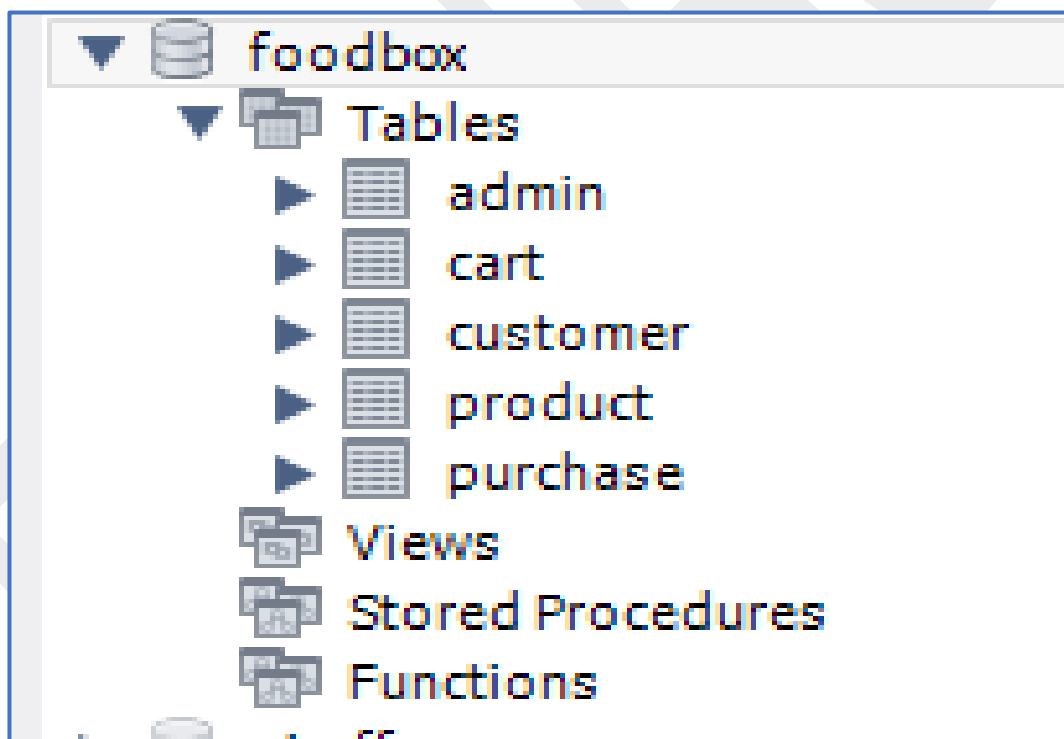 foodbox
Tables
admin
cart
customer
product
purchase
Views
Stored Procedures
Functions